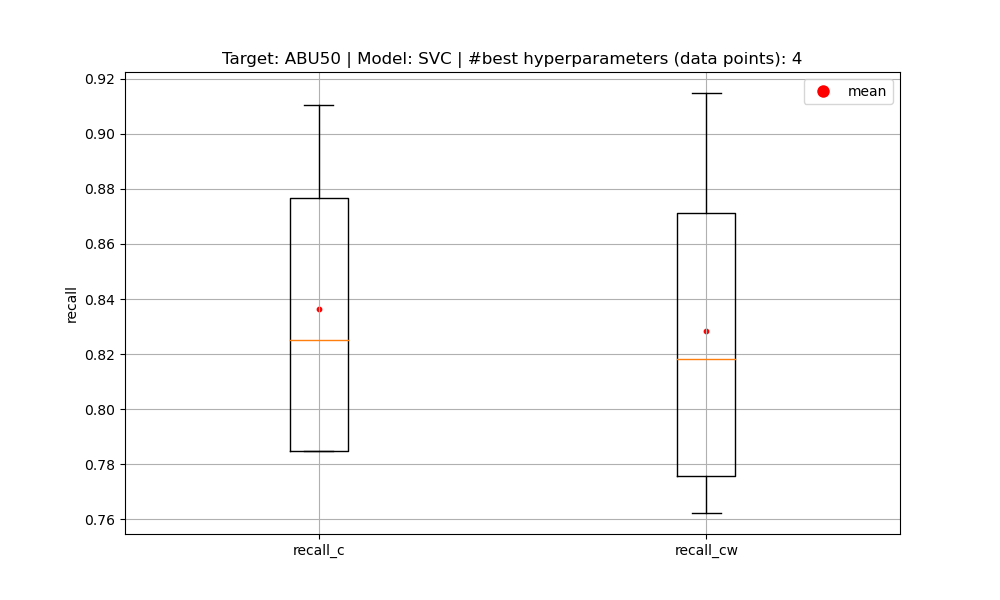 Target: ABU50 | Model: SVC | #best hyperparameters (data points): 4
mean
0.92
0.90
0.88
0.86
0.84
0.82
0.80
0.78
0.76
recall
recall_c
recall_cw